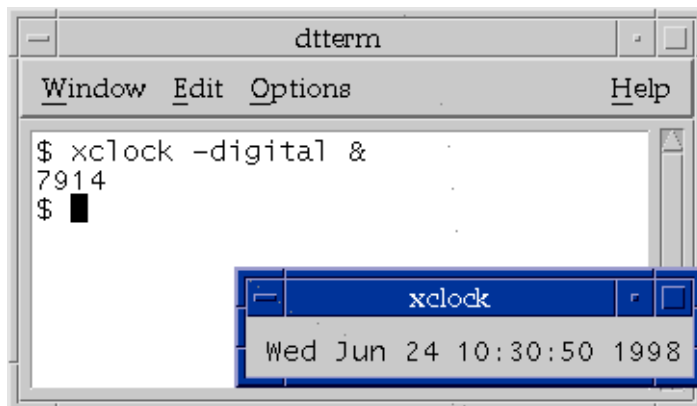 dtterm
Window Edit Options Help
$ xclock -digital &
7914
$
xclock
Wed Jun 24 10:30:50 1998